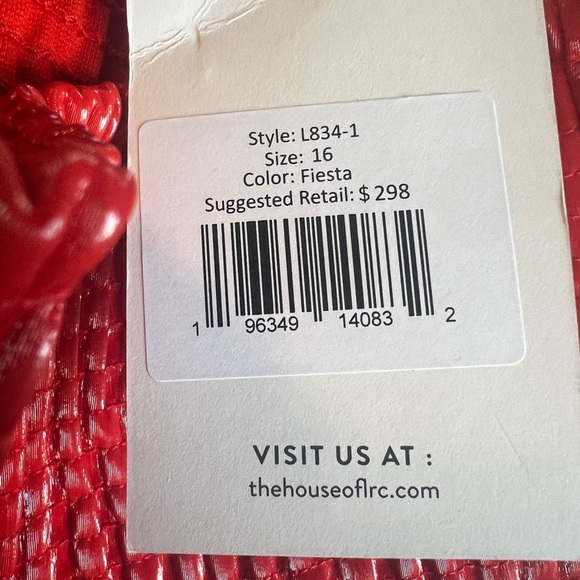 Style: L834-1
Size: 16
Color: Fiesta
Suggested Retail: $ 298
1 96349 14083 2
VISIT US AT :
thehouseoflrc.com